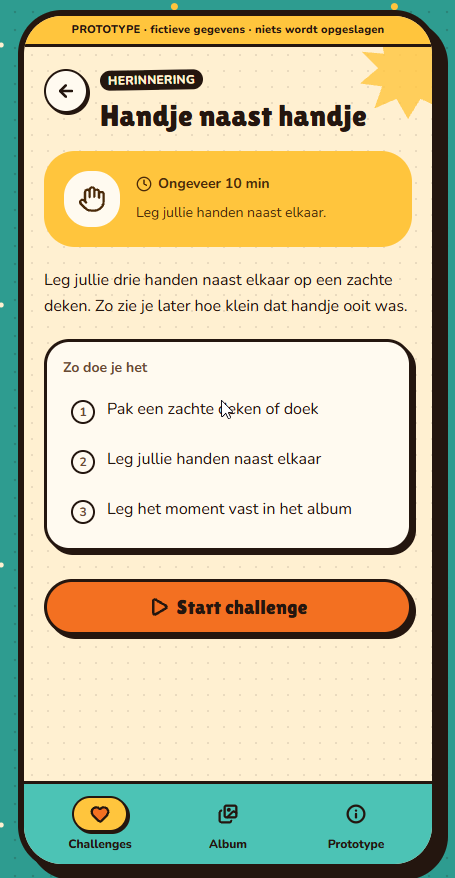 PROTOTYPE · fictieve gegevens · niets wordt opgeslagen
HERINNERING
Handje naast handje
Ongeveer 10 min
Leg jullie handen naast elkaar.
Leg jullie drie handen naast elkaar op een zachte
deken. Zo zie je later hoe klein dat handje ooit was.
Zo doe je het
1 Pak een zachte deken of doek
2 Leg jullie handen naast elkaar
3 Leg het moment vast in het album
Start challenge
Challenges Album Prototype